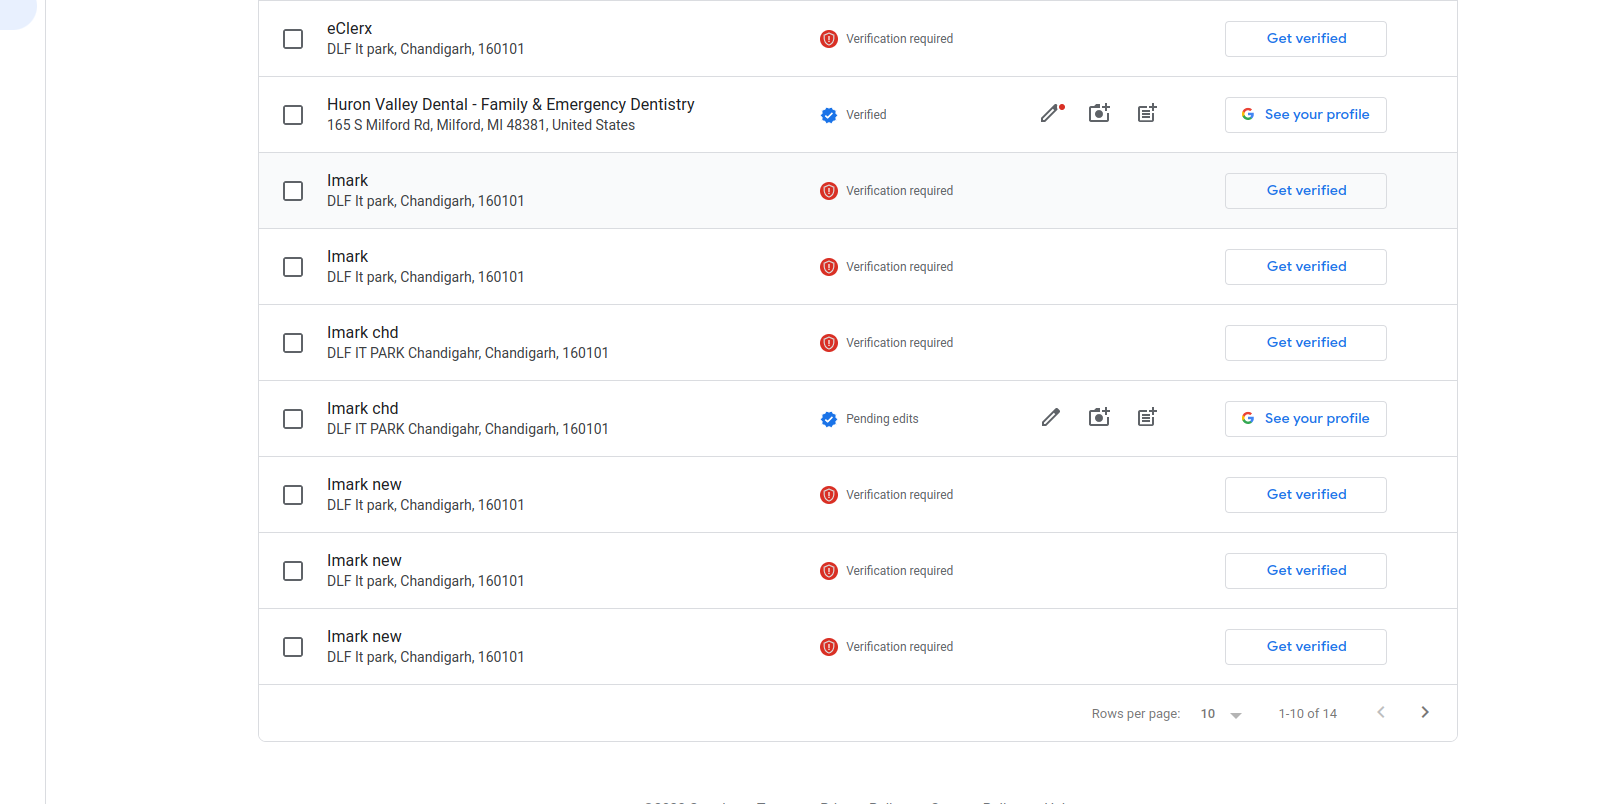 eClerx
DLF It park, Chandigarh, 160101
Verification required
Get verified
Huron Valley Dental - Family & Emergency Dentistry
165 S Milford Rd, Milford, MI 48381, United States
Verified
See your profile
Imark
DLF It park, Chandigarh, 160101
Verification required
Get verified
Imark
DLF It park, Chandigarh, 160101
Verification required
Get verified
Imark chd
DLF IT PARK Chandigahr, Chandigarh, 160101
Verification required
Get verified
Imark chd
DLF IT PARK Chandigahr, Chandigarh, 160101
Pending edits
See your profile
Imark new
DLF It park, Chandigarh, 160101
Verification required
Get verified
Imark new
DLF It park, Chandigarh, 160101
Verification required
Get verified
Imark new
DLF It park, Chandigarh, 160101
Verification required
Get verified
Rows per page: 10 1-10 of 14